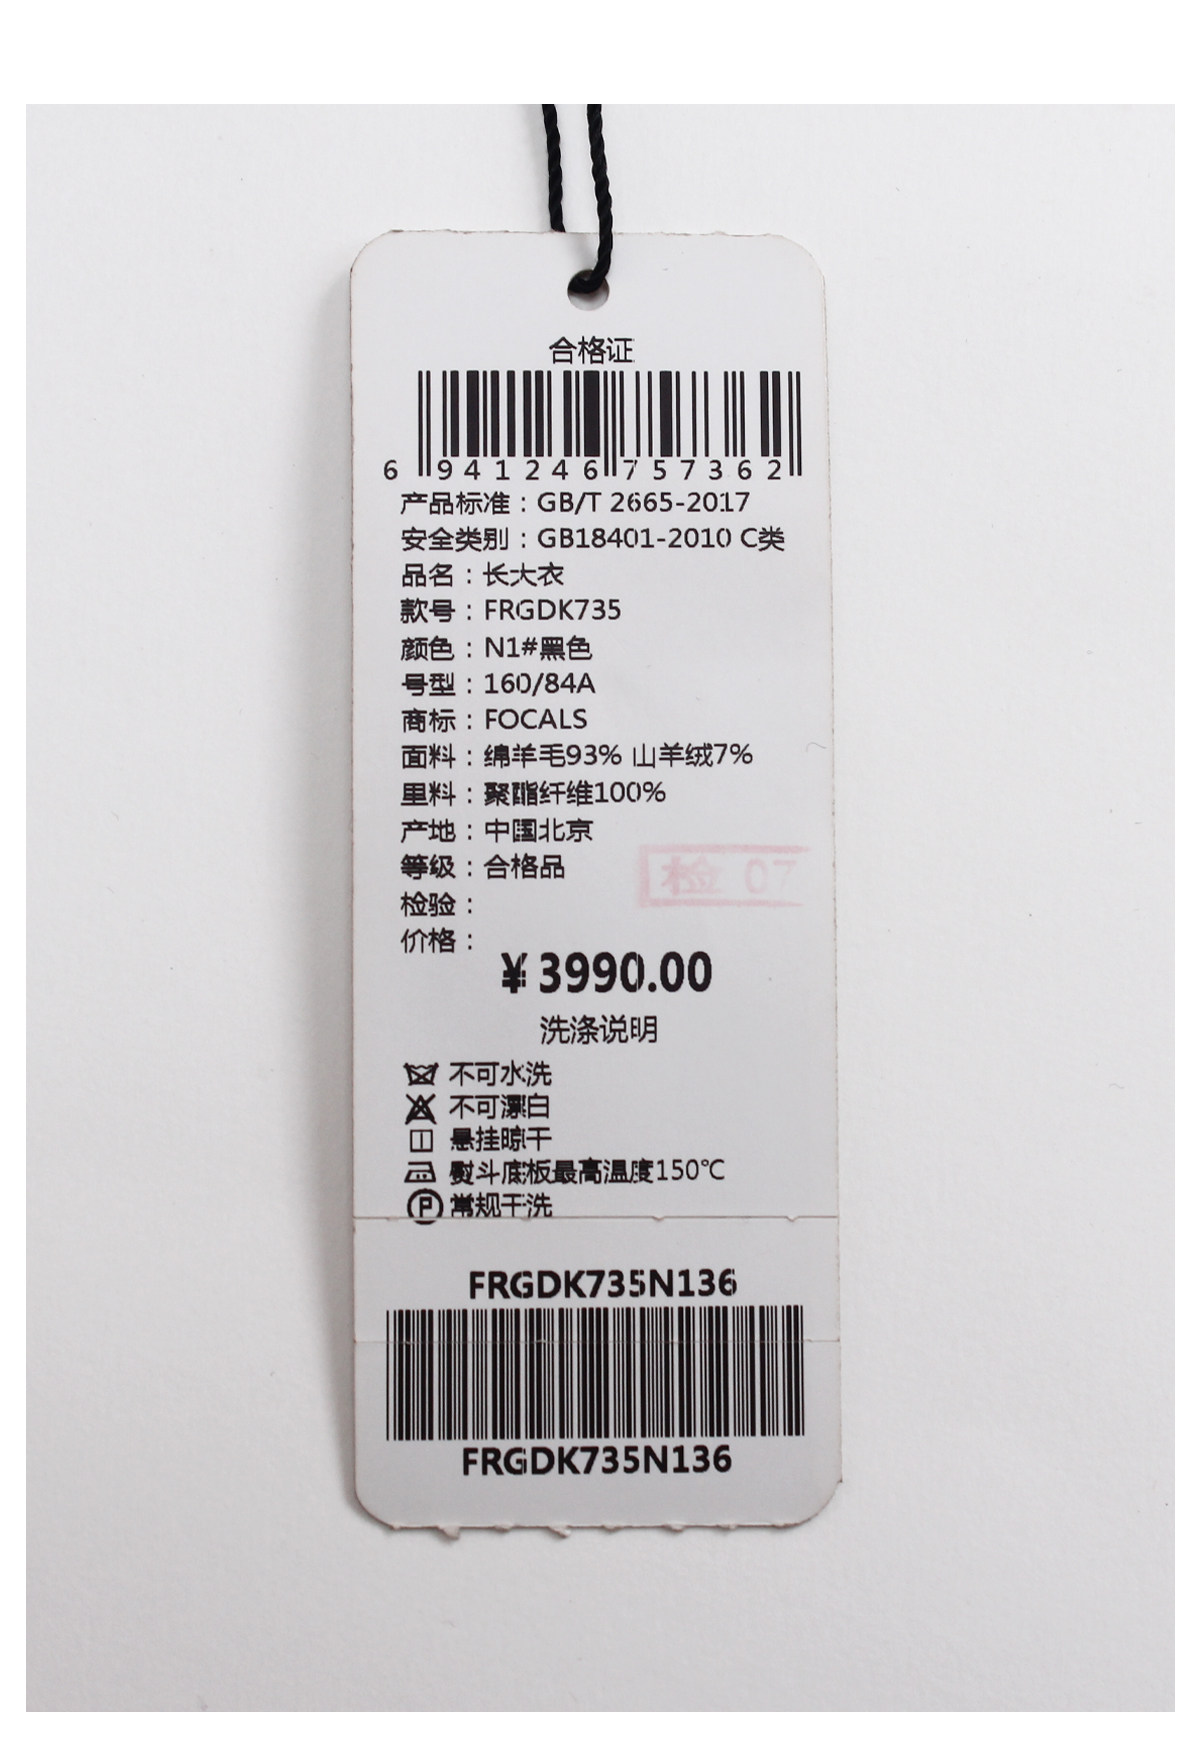 合格证
6 941246 757362
产品标准：GB/T 2665-2017
安全类别：GB18401-2010 C类
品名：长大衣
款号：FRGDK735
颜色：N1#黑色
号型：160/84A
商标：FOCALS
面料：绵羊毛93% 山羊绒7%
里料：聚酯纤维100%
产地：中国北京
等级：合格品
检 07
检验：
价格：
¥ 3990.00
洗涤说明
不可水洗
不可漂白
悬挂晾干
熨斗底板最高温度150℃
P 常规干洗
FRGDK735N136
FRGDK735N136